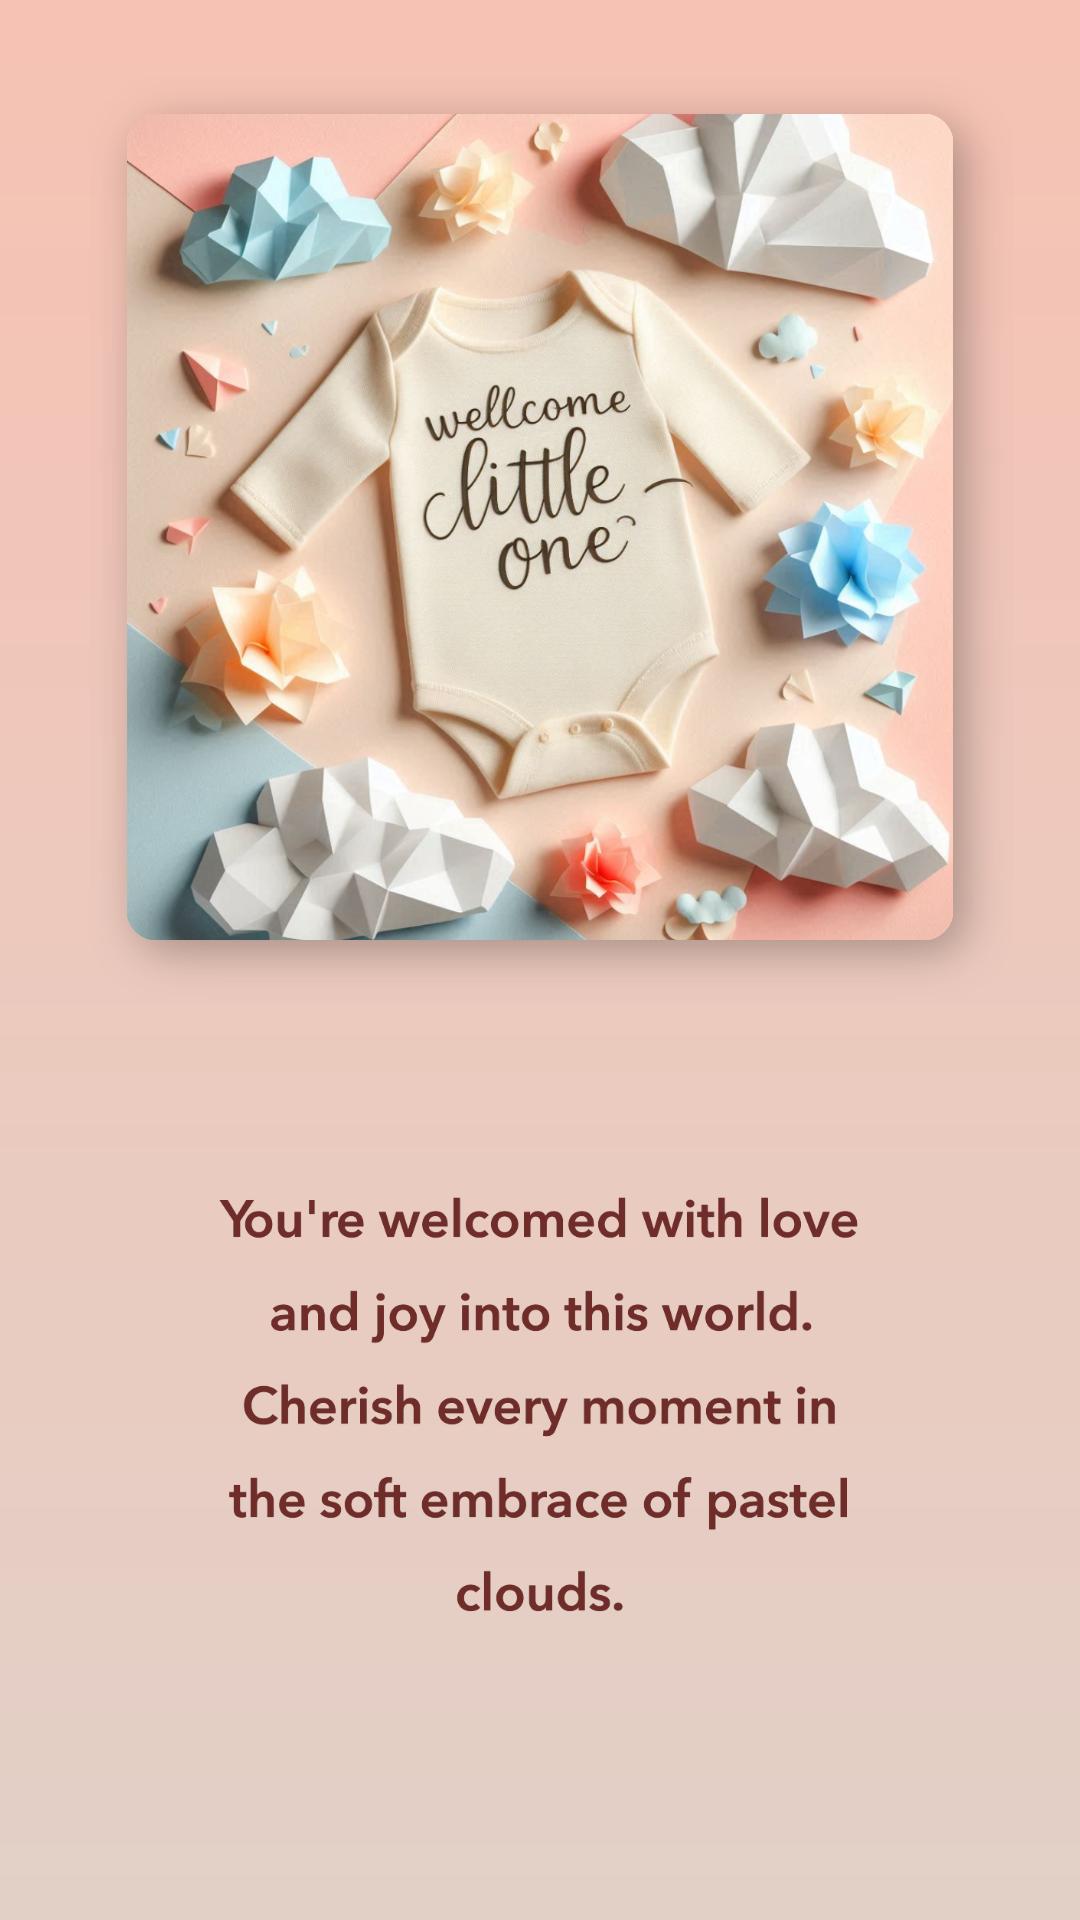 wellcome
little
one
You're welcomed with love
and joy into this world.
Cherish every moment in
the soft embrace of pastel
clouds.